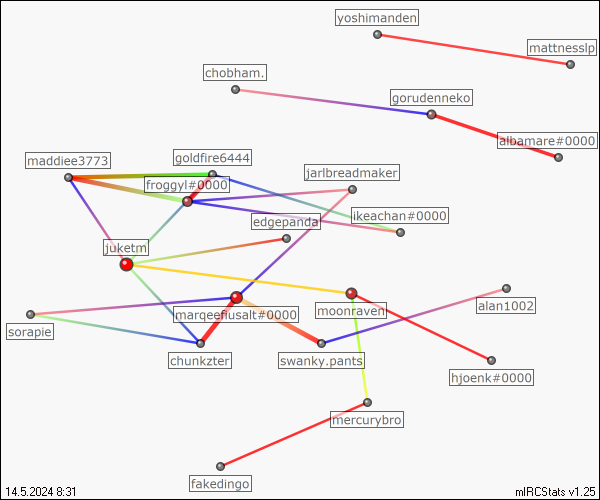 yoshimanden
mattnesslp
chobham.
gorudenneko
albamare#0000
goldfire6444
maddiee3773
jarlbreadmaker
froggyl#0000
ikeachan#0000
edgepanda
juketm
alan1002
marqeefiusalt#0000
moonraven
sorapie
chunkzter
swanky.pants
hjoenk#0000
mercurybro
fakedingo
14.5.2024 8:31
mIRCStats v1.25